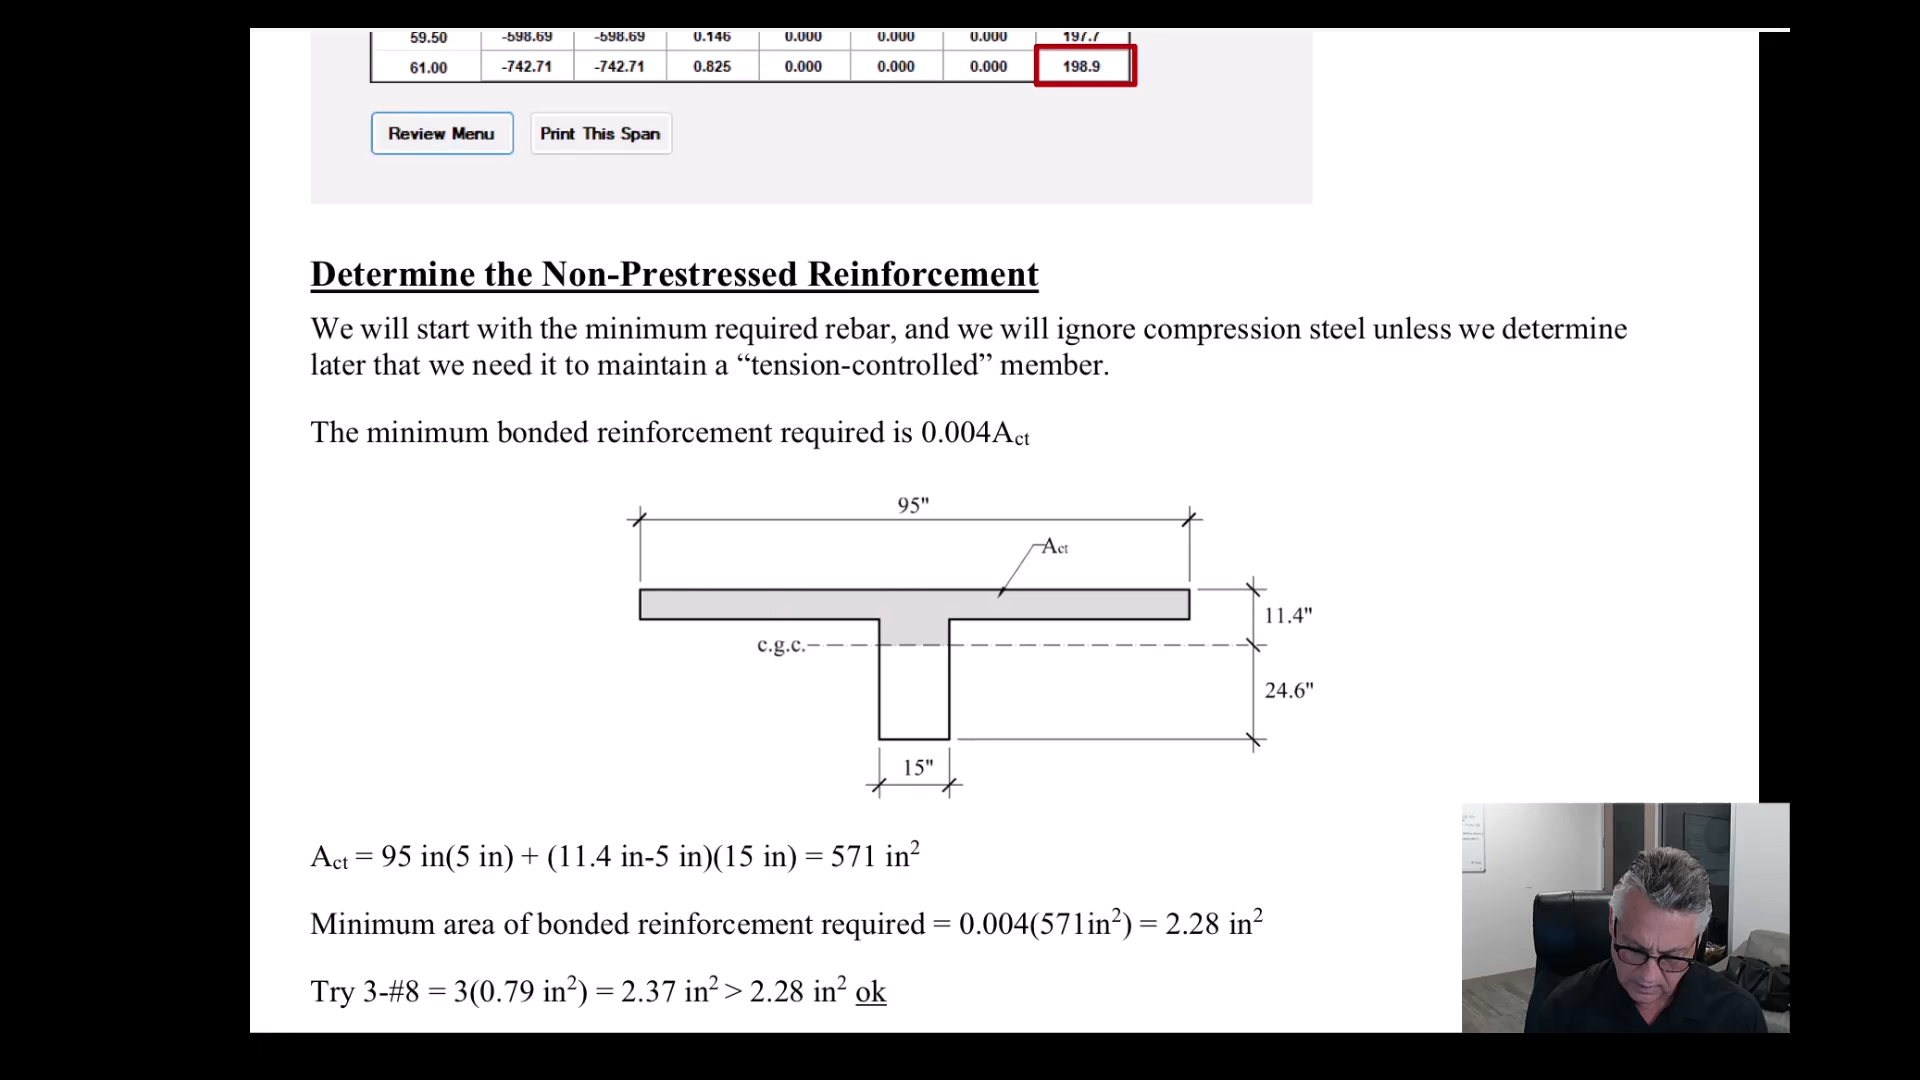 59.50 -598.69 -598.69 0.146 0.000 0.000 0.000 197.7
61.00 -742.71 -742.71 0.825 0.000 0.000 0.000 198.9
Review Menu Print This Span
Determine the Non-Prestressed Reinforcement
We will start with the minimum required rebar, and we will ignore compression steel unless we determine
later that we need it to maintain a “tension-controlled” member.
The minimum bonded reinforcement required is 0.004Act
95"
Act
11.4"
c.g.c.
24.6"
15"
Act = 95 in(5 in) + (11.4 in-5 in)(15 in) = 571 in²
Minimum area of bonded reinforcement required = 0.004(571in²) = 2.28 in²
Try 3-#8 = 3(0.79 in²) = 2.37 in² > 2.28 in² ok